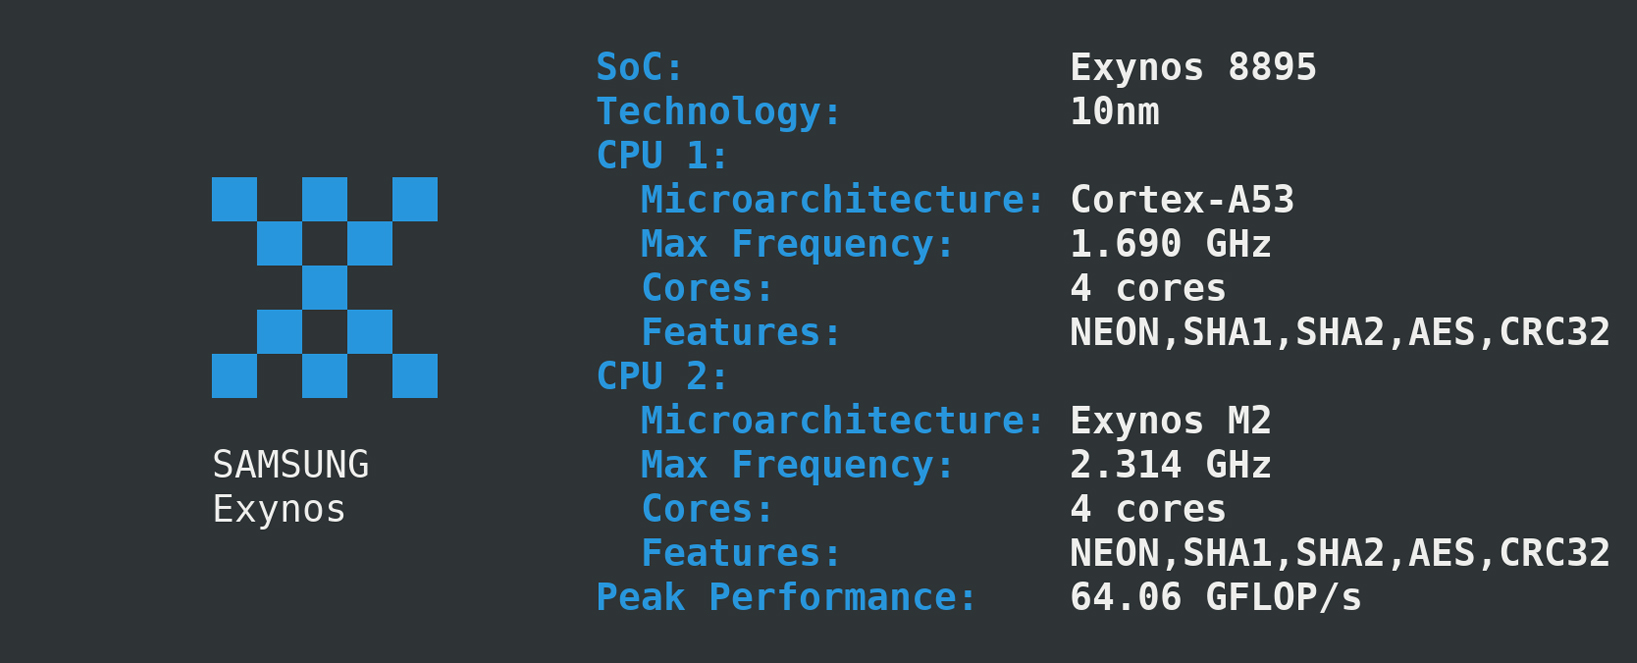 SoC: Exynos 8895
Technology: 10nm
CPU 1:
Microarchitecture: Cortex-A53
Max Frequency: 1.690 GHz
Cores: 4 cores
Features: NEON,SHA1,SHA2,AES,CRC32
CPU 2:
Microarchitecture: Exynos M2
Max Frequency: 2.314 GHz
Cores: 4 cores
Features: NEON,SHA1,SHA2,AES,CRC32
Peak Performance: 64.06 GFLOP/s
SAMSUNG
Exynos